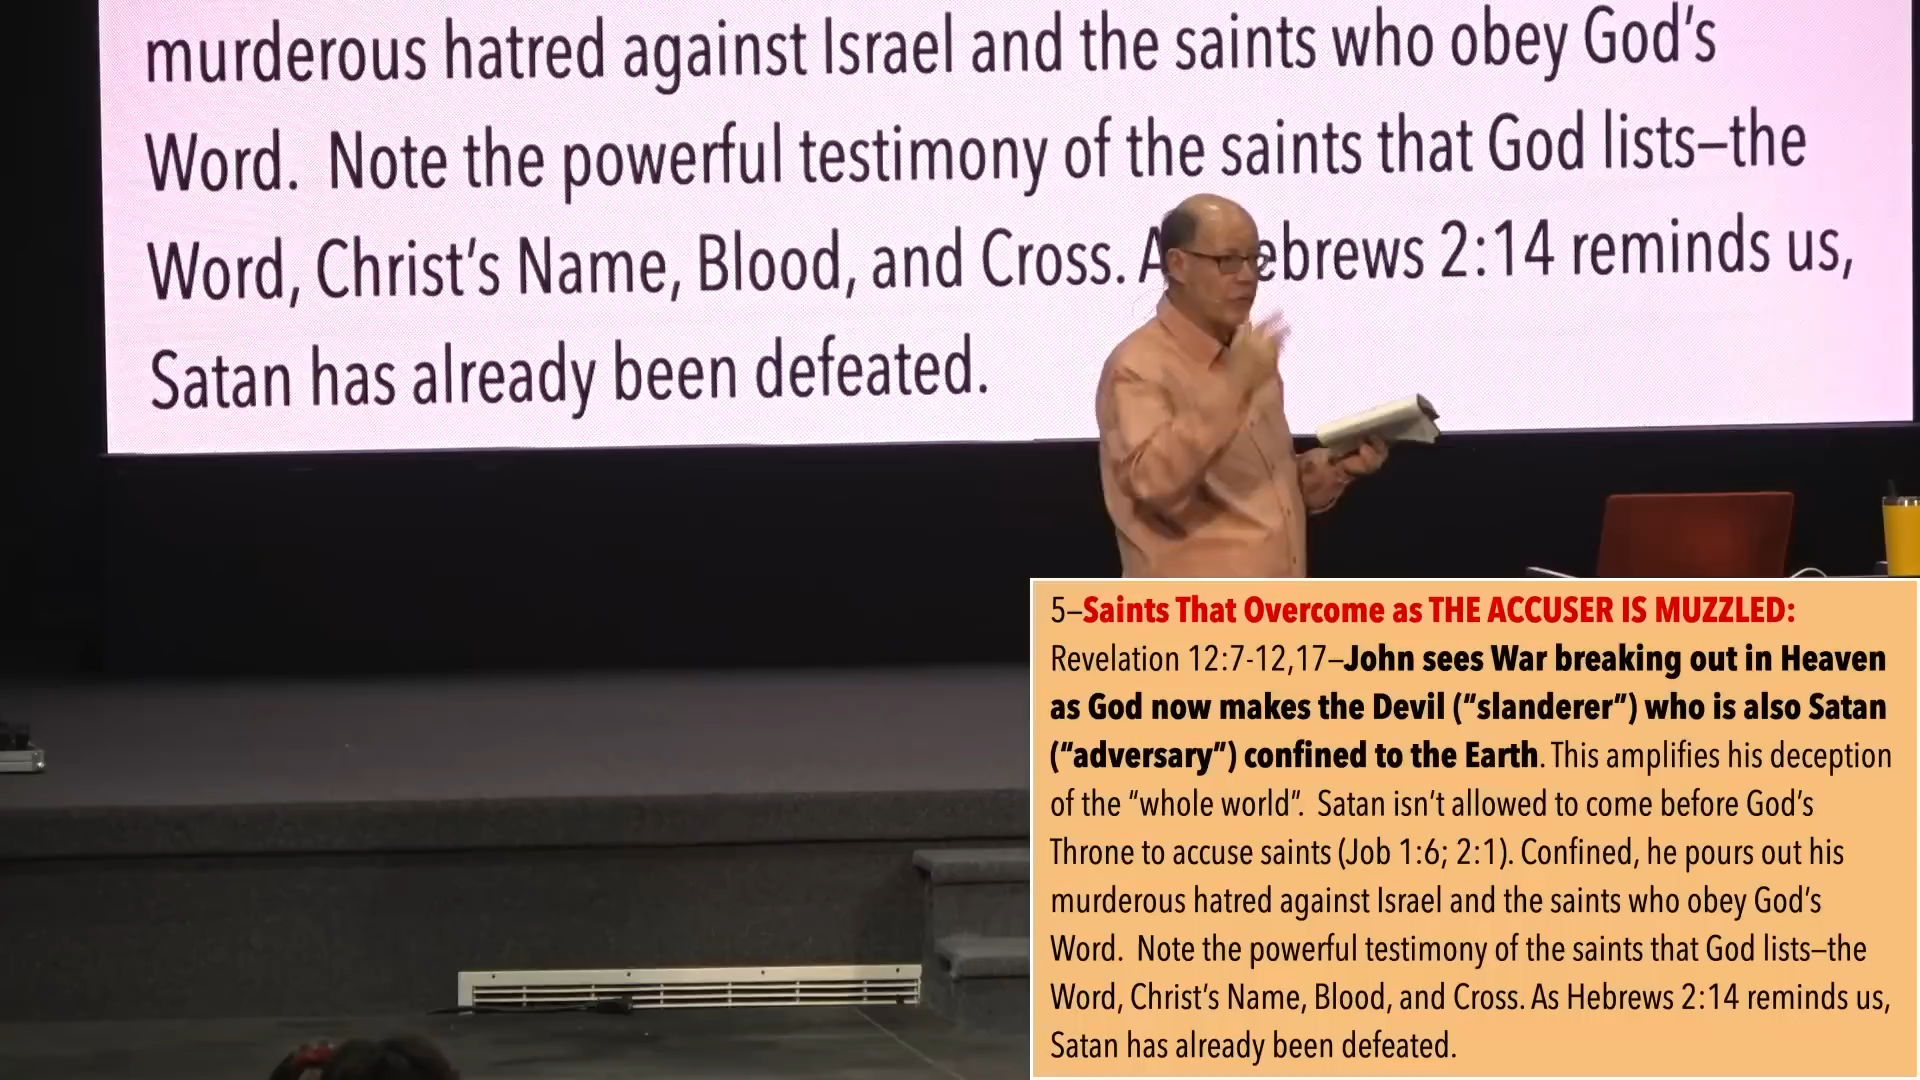 murderous hatred against Israel and the saints who obey God's
Word. Note the powerful testimony of the saints that God lists—the
Word, Christ's Name, Blood, and Cross. A ebrews 2:14 reminds us,
Satan has already been defeated.
5—Saints That Overcome as THE ACCUSER IS MUZZLED:
Revelation 12:7-12,17—John sees War breaking out in Heaven
as God now makes the Devil ("slanderer") who is also Satan
("adversary") confined to the Earth. This amplifies his deception
of the "whole world". Satan isn't allowed to come before God's
Throne to accuse saints (Job 1:6; 2:1). Confined, he pours out his
murderous hatred against Israel and the saints who obey God's
Word. Note the powerful testimony of the saints that God lists—the
Word, Christ's Name, Blood, and Cross. As Hebrews 2:14 reminds us,
Satan has already been defeated.